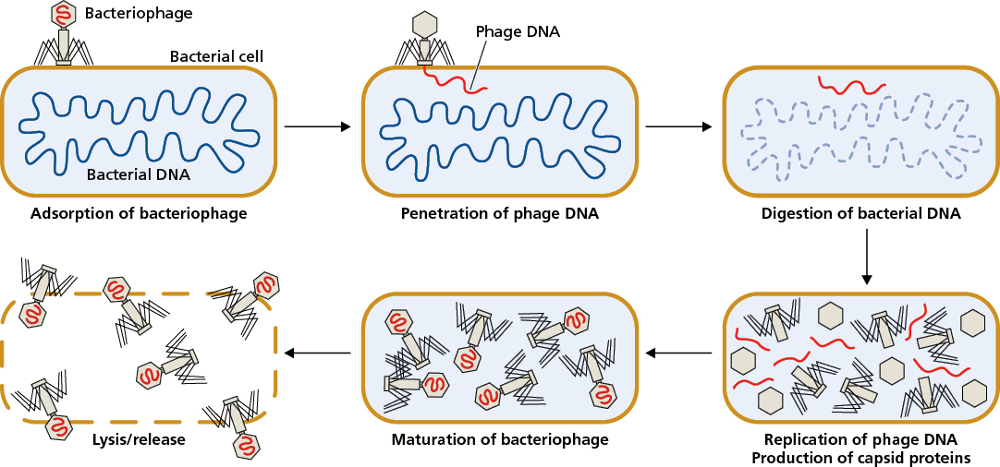 Bacteriophage
Bacterial cell
Bacterial DNA
Adsorption of bacteriophage
Phage DNA
Penetration of phage DNA
Digestion of bacterial DNA
Replication of phage DNA
Production of capsid proteins
Maturation of bacteriophage
Lysis/release